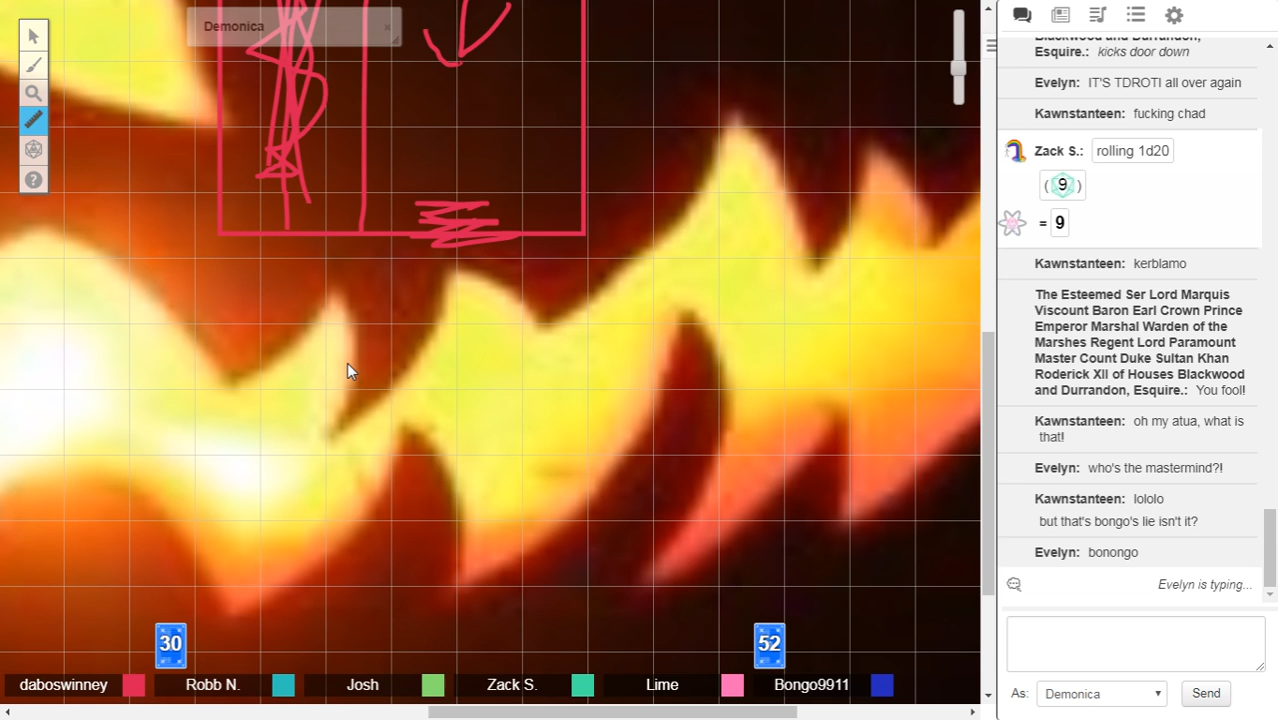 Demonica
×
Blackwood and Durrandon,
Esquire.: kicks door down
Evelyn: IT'S TDROTI all over again
Kawnstanteen: fucking chad
Zack S.: rolling 1d20
( 9 )
= 9
Kawnstanteen: kerblamo
The Esteemed Ser Lord Marquis
Viscount Baron Earl Crown Prince
Emperor Marshal Warden of the
Marshes Regent Lord Paramount
Master Count Duke Sultan Khan
Roderick XII of Houses Blackwood
and Durrandon, Esquire.: You fool!
Kawnstanteen: oh my atua, what is
that!
Evelyn: who's the mastermind?!
Kawnstanteen: lololo
but that's bongo's lie isn't it?
Evelyn: bonongo
Evelyn is typing...
30
52
daboswinney
Robb N.
Josh
Zack S.
Lime
Bongo9911
As: Demonica
Send